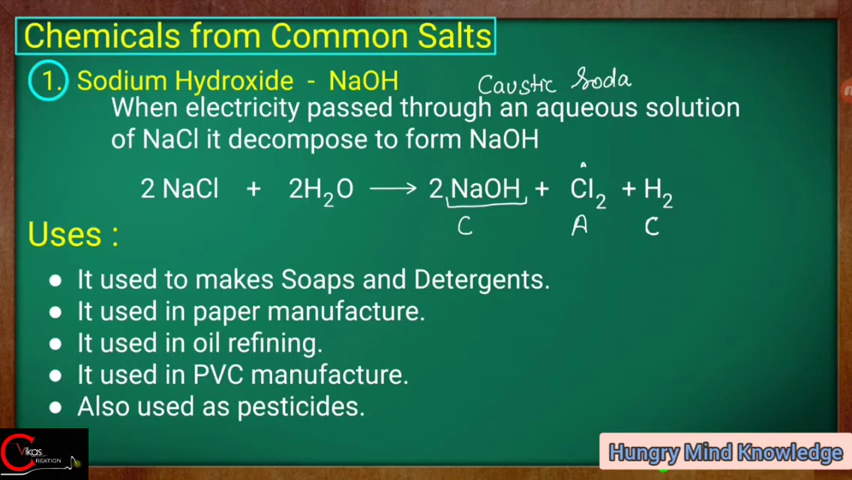 Chemicals from Common Salts
1. Sodium Hydroxide - NaOH Caustic Soda
When electricity passed through an aqueous solution
of NaCl it decompose to form NaOH
2 NaCl + 2H₂O → 2 NaOH + Cl₂ + H₂
C A C
Uses :
● It used to makes Soaps and Detergents.
● It used in paper manufacture.
● It used in oil refining.
● It used in PVC manufacture.
● Also used as pesticides.
Vikas
CREATION
Hungry Mind Knowledge